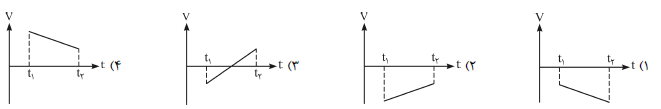 V t t₁ t₂ (۱
V t t₁ t₂ (۲
V t t₁ t₂ (۳
V t t₁ t₂ (۴